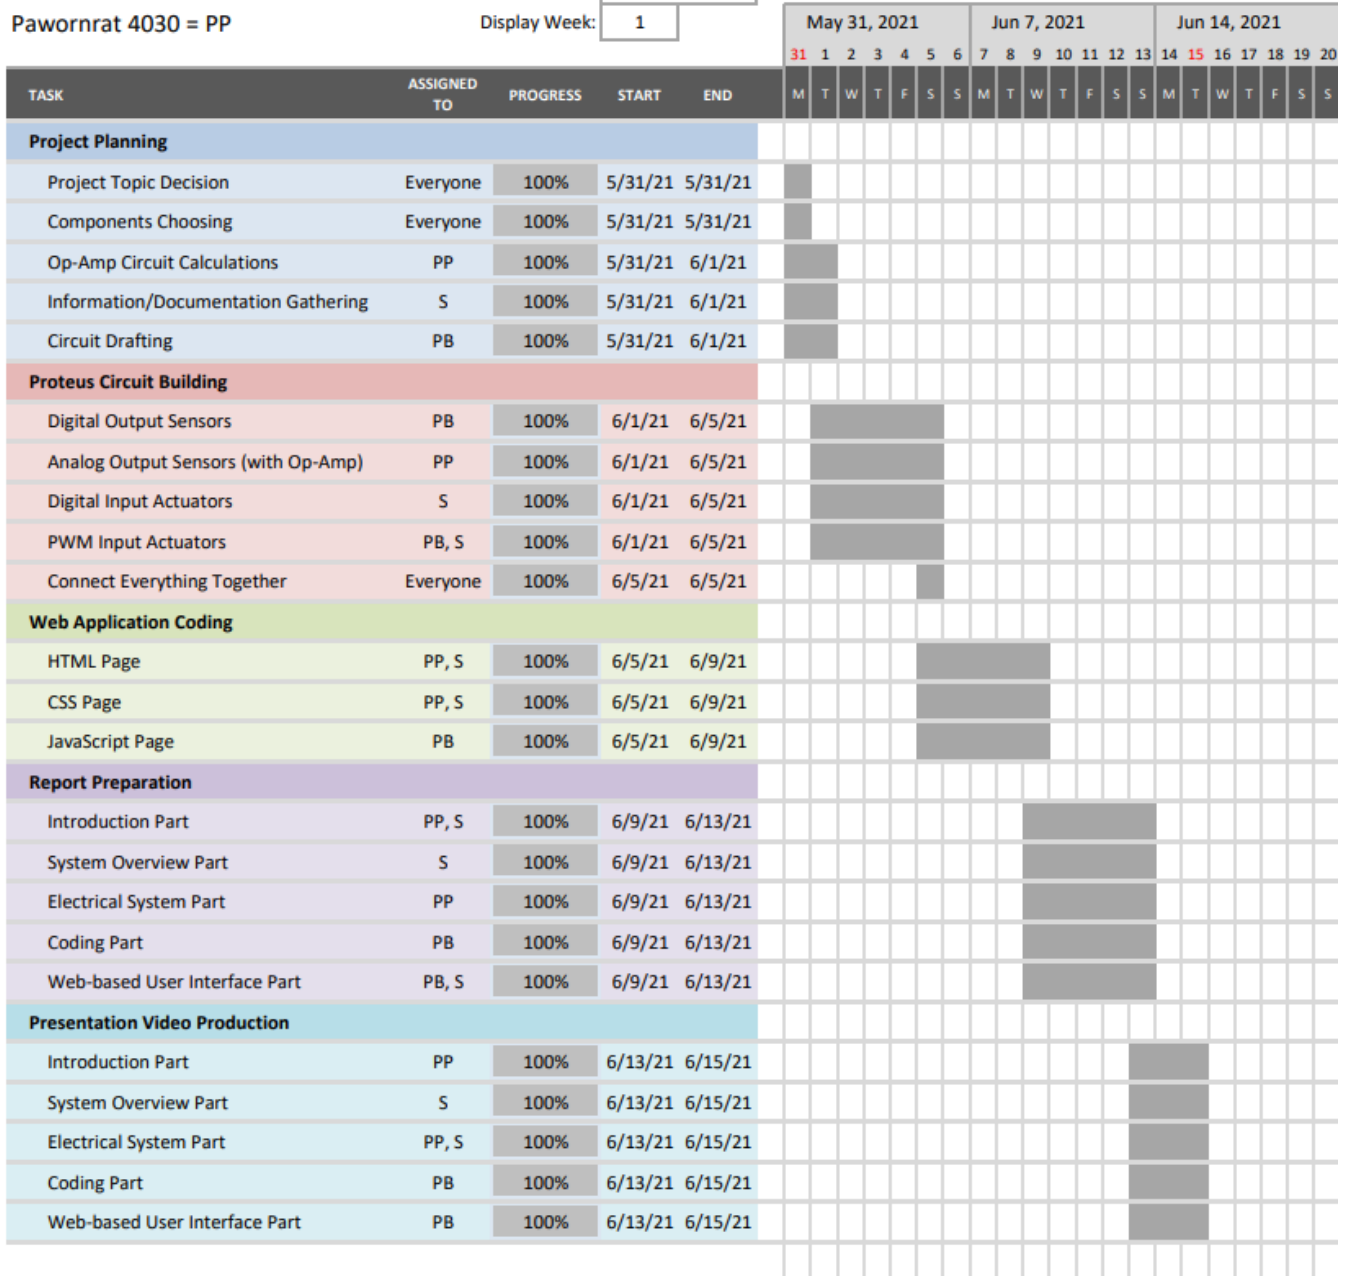 Pawornrat 4030 = PP Display Week: 1 May 31, 2021 Jun 7, 2021 Jun 14, 2021
31 1 2 3 4 5 6 7 8 9 10 11 12 13 14 15 16 17 18 19 20
TASK ASSIGNED TO PROGRESS START END M T W T F S S M T W T F S S M T W T F S S
Project Planning
Project Topic Decision Everyone 100% 5/31/21 5/31/21
Components Choosing Everyone 100% 5/31/21 5/31/21
Op-Amp Circuit Calculations PP 100% 5/31/21 6/1/21
Information/Documentation Gathering S 100% 5/31/21 6/1/21
Circuit Drafting PB 100% 5/31/21 6/1/21
Proteus Circuit Building
Digital Output Sensors PB 100% 6/1/21 6/5/21
Analog Output Sensors (with Op-Amp) PP 100% 6/1/21 6/5/21
Digital Input Actuators S 100% 6/1/21 6/5/21
PWM Input Actuators PB, S 100% 6/1/21 6/5/21
Connect Everything Together Everyone 100% 6/5/21 6/5/21
Web Application Coding
HTML Page PP, S 100% 6/5/21 6/9/21
CSS Page PP, S 100% 6/5/21 6/9/21
JavaScript Page PB 100% 6/5/21 6/9/21
Report Preparation
Introduction Part PP, S 100% 6/9/21 6/13/21
System Overview Part S 100% 6/9/21 6/13/21
Electrical System Part PP 100% 6/9/21 6/13/21
Coding Part PB 100% 6/9/21 6/13/21
Web-based User Interface Part PB, S 100% 6/9/21 6/13/21
Presentation Video Production
Introduction Part PP 100% 6/13/21 6/15/21
System Overview Part S 100% 6/13/21 6/15/21
Electrical System Part PP, S 100% 6/13/21 6/15/21
Coding Part PB 100% 6/13/21 6/15/21
Web-based User Interface Part PB 100% 6/13/21 6/15/21